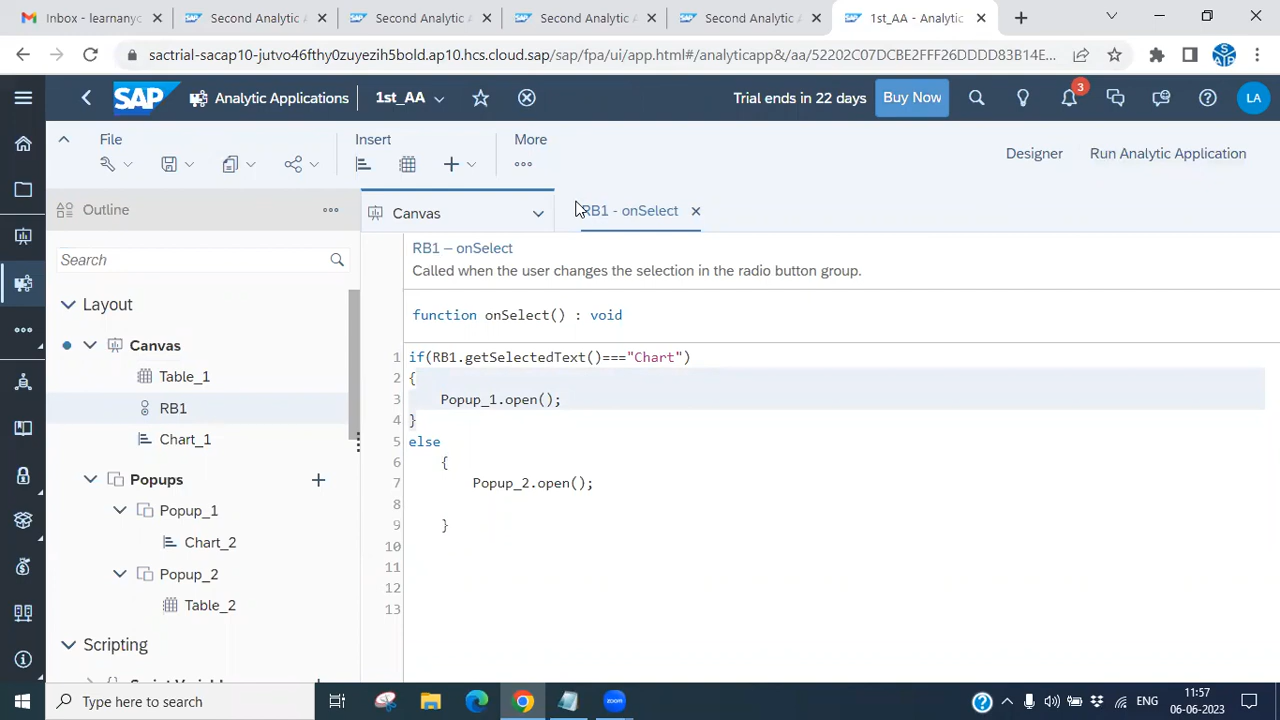 Inbox - learnanyc
Second Analytic A
Second Analytic A
Second Analytic A
Second Analytic A
1st_AA - Analytic
sactrial-sacap10-jutvo46fthy0zuyezih5bold.ap10.hcs.cloud.sap/sap/fpa/ui/app.html#/analyticapp&/aa/52202C07DCBE2FFF26DDDD83B14E...
SAP
Analytic Applications
1st_AA
Trial ends in 22 days
Buy Now
3
LA
File
Insert
More
Designer
Run Analytic Application
Outline
Canvas
RB1 - onSelect
Search
RB1 – onSelect
Called when the user changes the selection in the radio button group.
function onSelect() : void
Layout
Canvas
Table_1
RB1
Chart_1
Popups
Popup_1
Chart_2
Popup_2
Table_2
Scripting
1 if(RB1.getSelectedText()==="Chart")
2 {
3 Popup_1.open();
4 }
5 else
6 {
7 Popup_2.open();
8
9 }
10
11
12
13
Type here to search
ENG
11:57
06-06-2023